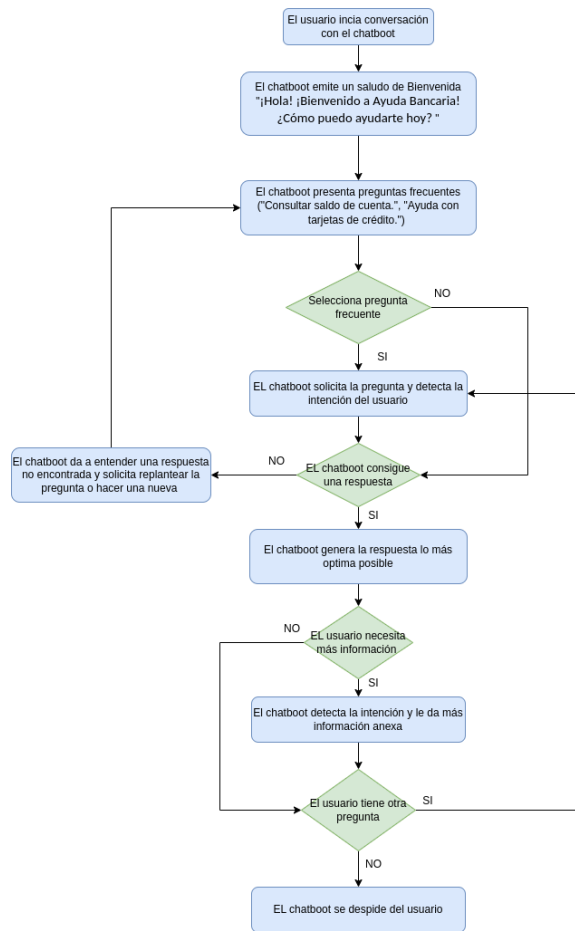 El usuario incia conversación
con el chatboot
El chatboot emite un saludo de Bienvenida
"¡Hola! ¡Bienvenido a Ayuda Bancaria!
¿Cómo puedo ayudarte hoy? "
El chatboot presenta preguntas frecuentes
("Consultar saldo de cuenta.", "Ayuda con
tarjetas de crédito.")
Selecciona pregunta
frecuente
NO
SI
EL chatboot solicita la pregunta y detecta la
intención del usuario
EL chatboot consigue
una respuesta
NO
El chatboot da a entender una respuesta
no encontrada y solicita replantear la
pregunta o hacer una nueva
SI
El chatboot genera la respuesta lo más
optima posible
EL usuario necesita
más información
NO
SI
El chatboot detecta la intención y le da más
información anexa
El usuario tiene otra
pregunta
SI
NO
EL chatboot se despide del usuario